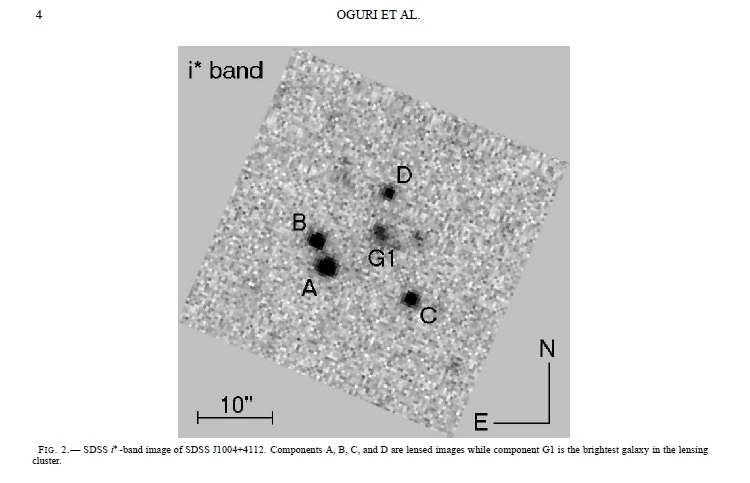 4
OGURI ET AL.
i* band
D
B
G1
A
C
N
10"
E
FIG. 2.— SDSS i*-band image of SDSS J1004+4112. Components A, B, C, and D are lensed images while component G1 is the brightest galaxy in the lensing
cluster.